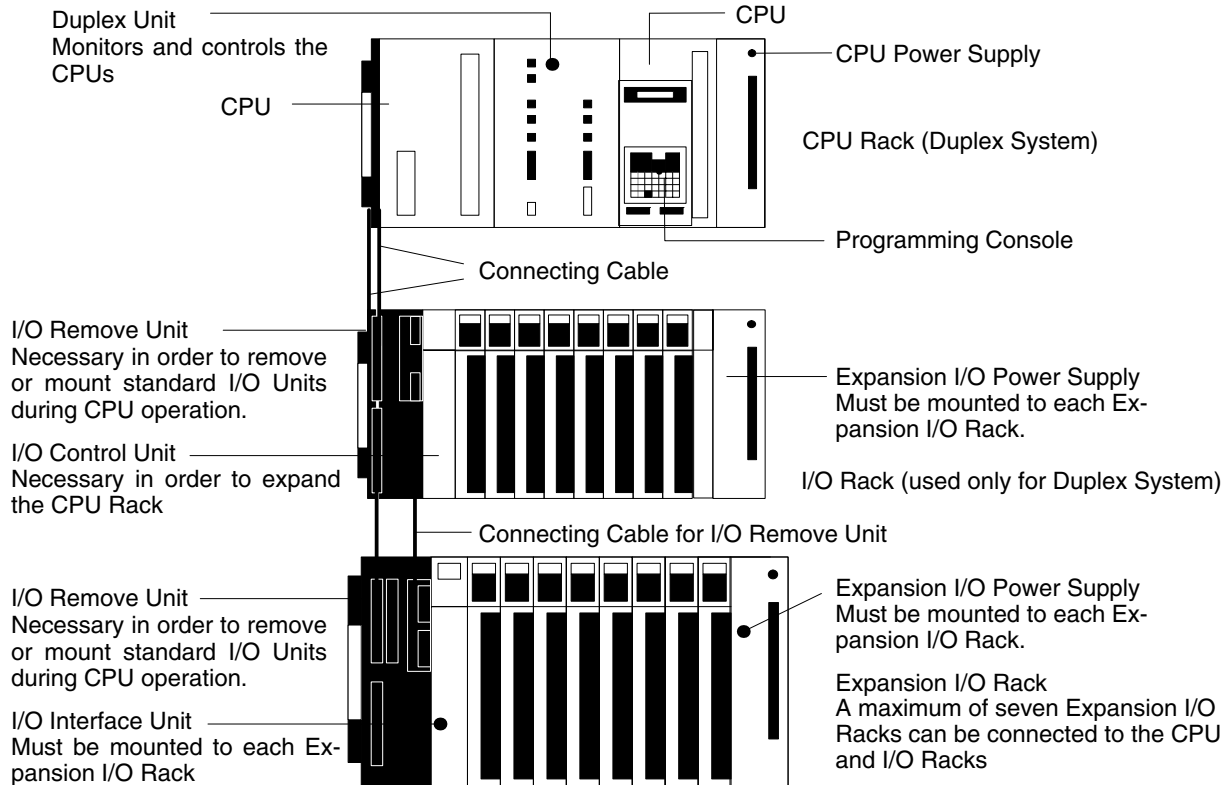 Duplex Unit
Monitors and controls the
CPUs
CPU
CPU
CPU Power Supply
CPU Rack (Duplex System)
Programming Console
Connecting Cable
I/O Remove Unit
Necessary in order to remove
or mount standard I/O Units
during CPU operation.
I/O Control Unit
Necessary in order to expand
the CPU Rack
Expansion I/O Power Supply
Must be mounted to each Ex-
pansion I/O Rack.
I/O Rack (used only for Duplex System)
Connecting Cable for I/O Remove Unit
I/O Remove Unit
Necessary in order to remove
or mount standard I/O Units
during CPU operation.
I/O Interface Unit
Must be mounted to each Ex-
pansion I/O Rack
Expansion I/O Power Supply
Must be mounted to each Ex-
pansion I/O Rack.
Expansion I/O Rack
A maximum of seven Expansion I/O
Racks can be connected to the CPU
and I/O Racks